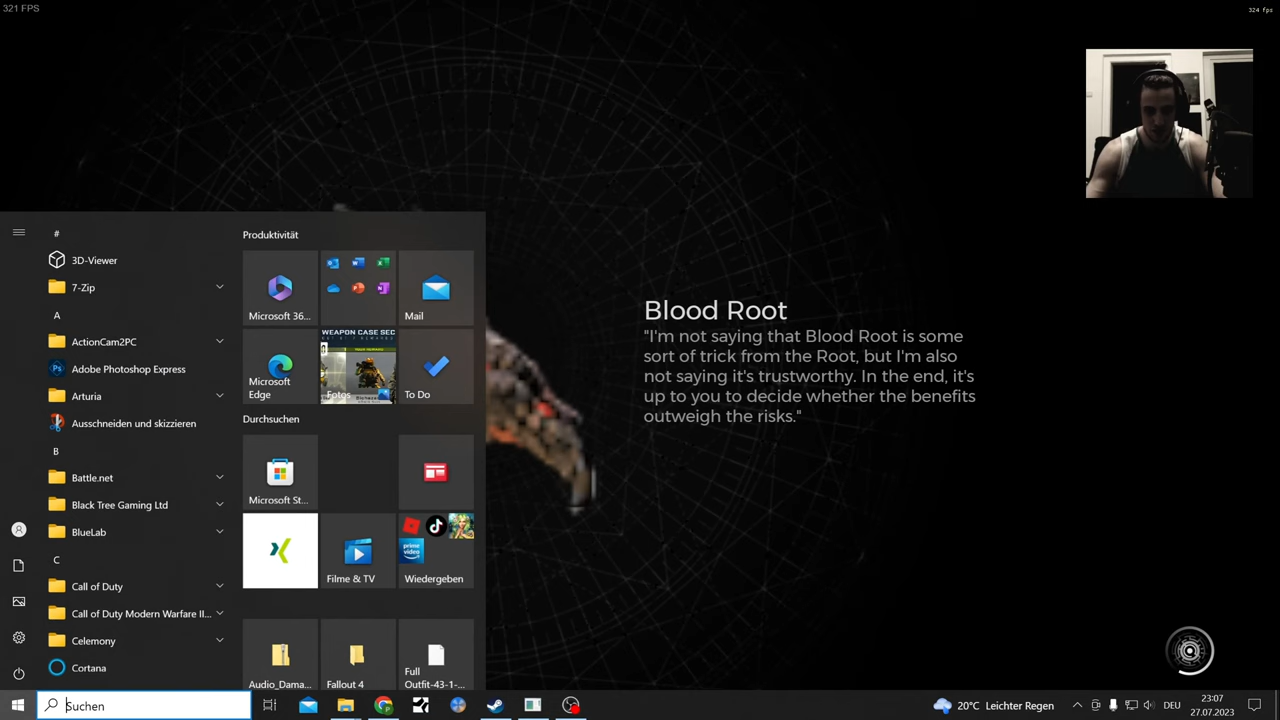 321 FPS
324 fps
#
3D-Viewer
7-Zip
A
ActionCam2PC
Adobe Photoshop Express
Arturia
Ausschneiden und skizzieren
B
Battle.net
Black Tree Gaming Ltd
BlueLab
C
Call of Duty
Call of Duty Modern Warfare II...
Celemony
Cortana
Produktivität
Microsoft 36...
Mail
Microsoft
Edge
WEAPON CASE SEC
Fotos
To Do
Durchsuchen
Microsoft St...
Filme & TV
prime
video
Wiedergeben
Audio_Dama...
Fallout 4
Full
Outfit-43-1-...
Blood Root
"I'm not saying that Blood Root is some
sort of trick from the Root, but I'm also
not saying it's trustworthy. In the end, it's
up to you to decide whether the benefits
outweigh the risks."
Suchen
20°C Leichter Regen
DEU
23:07
27.07.2023